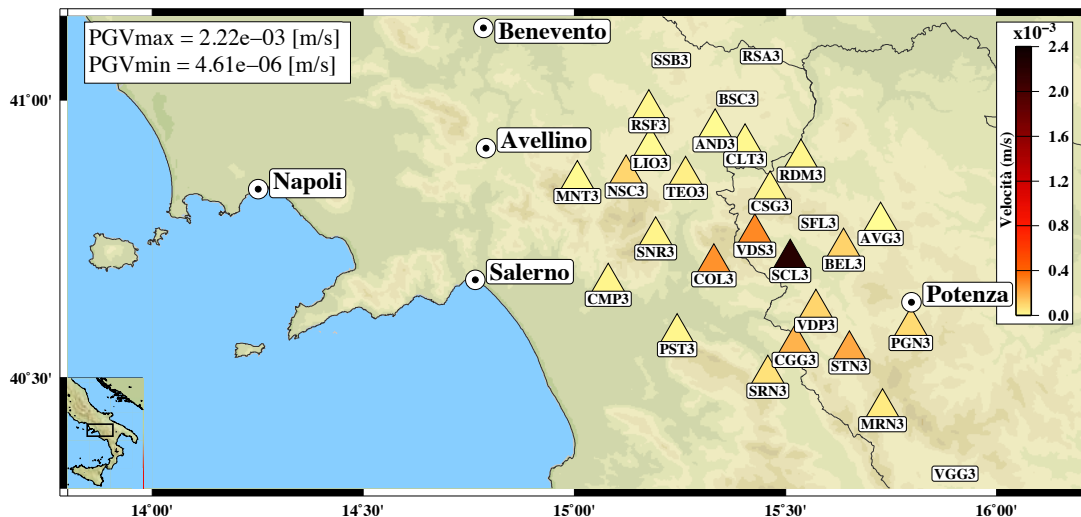 PGVmax = 2.22e−03 [m/s]
PGVmin = 4.61e−06 [m/s]
Benevento
SSB3
RSA3
x10⁻³
2.4
41°00'
BSC3
2.0
RSF3
AND3
Avellino
LIO3
CLT3
1.6
RDM3
Napoli
MNT3
NSC3
TEO3
CSG3
1.2
Velocità (m/s)
SFL3
SNR3
VDS3
AVG3
0.8
BEL3
Salerno
COL3
SCL3
0.4
CMP3
Potenza
VDP3
0.0
PST3
CGG3
STN3
PGN3
40°30'
SRN3
MRN3
VGG3
14°00'
14°30'
15°00'
15°30'
16°00'